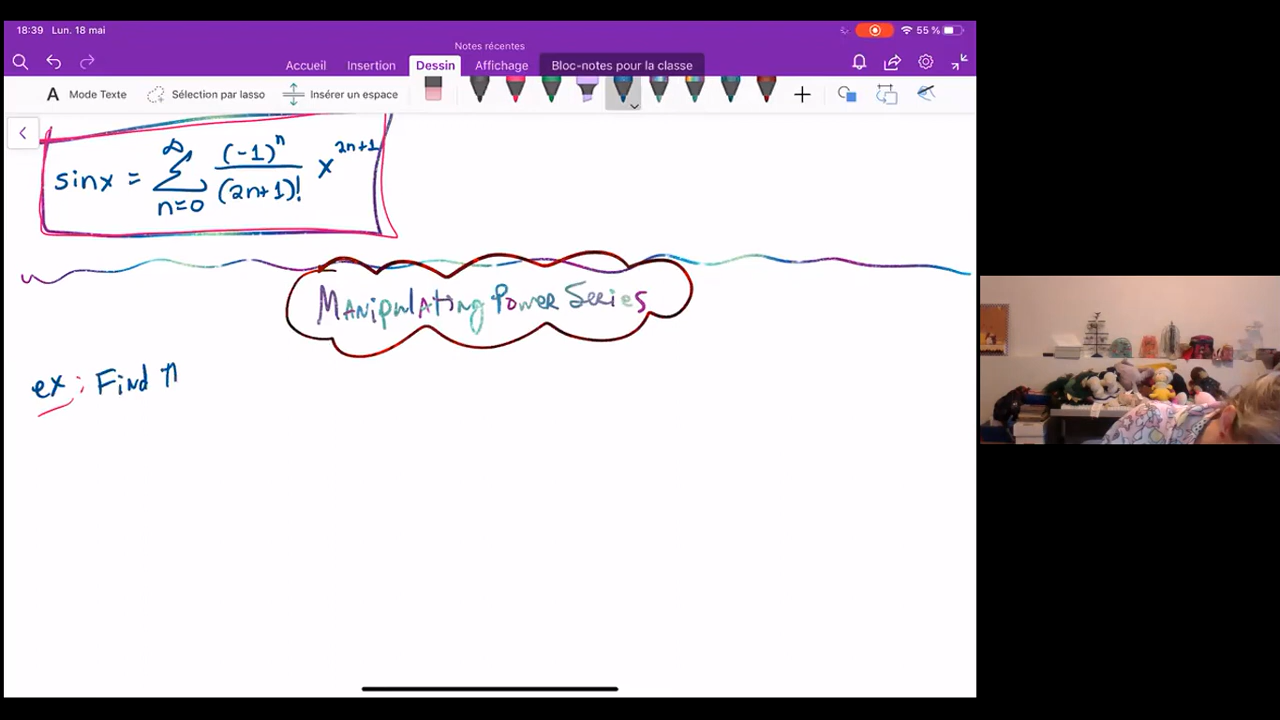 18:39 Lun. 18 mai
55 %
Notes récentes
Accueil Insertion Dessin Affichage Bloc-notes pour la classe
A Mode Texte Sélection par lasso Insérer un espace
sinx = ∑ n=0 ∞ (-1)^n / (2n+1)! x^2n+1
Manipulating Power Series
ex: Find